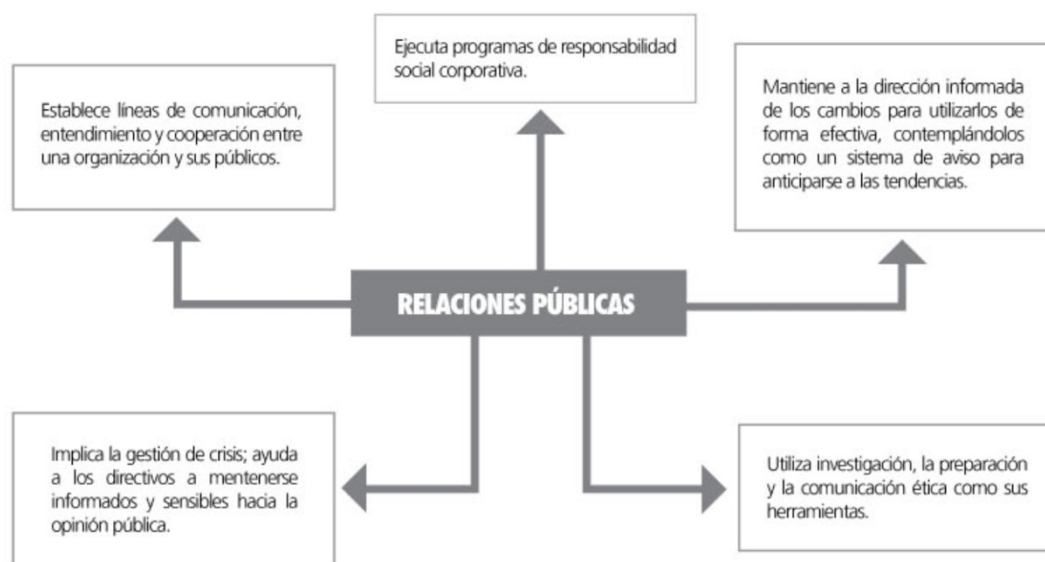 Ejecuta programas de responsabilidad
social corporativa.
Establece líneas de comunicación,
entendimiento y cooperación entre
una organización y sus públicos.
Mantiene a la dirección informada
de los cambios para utilizarlos de
forma efectiva, contemplándolos
como un sistema de aviso para
anticiparse a las tendencias.
RELACIONES PÚBLICAS
Implica la gestión de crisis; ayuda
a los directivos a mentenerse
informados y sensibles hacia la
opinión pública.
Utiliza investigación, la preparación
y la comunicación ética como sus
herramientas.